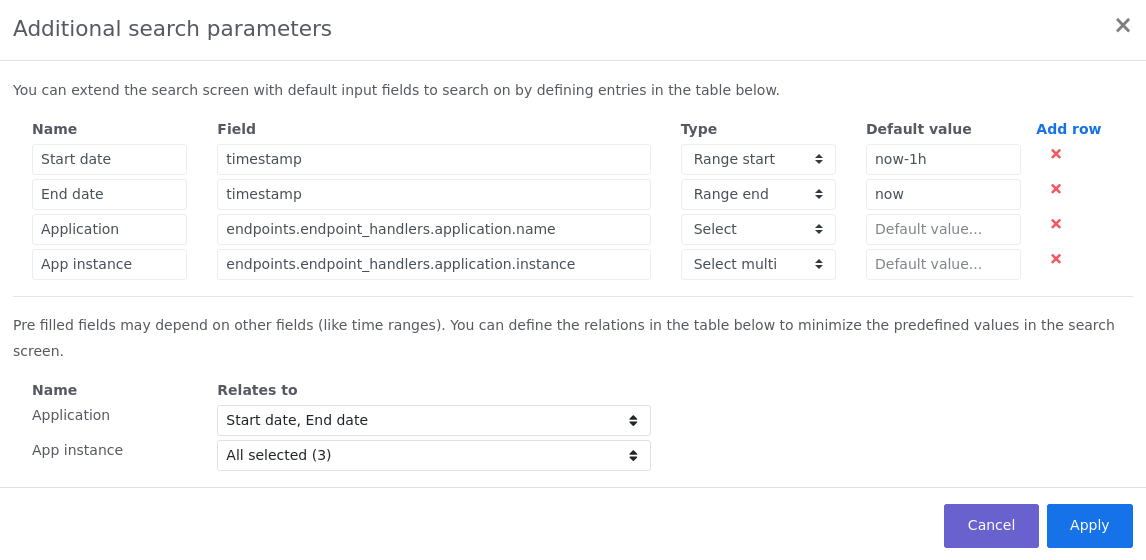 Additional search parameters
You can extend the search screen with default input fields to search on by defining entries in the table below.
Name Field Type Default value Add row
Start date timestamp Range start now-1h
End date timestamp Range end now
Application endpoints.endpoint_handlers.application.name Select Default value...
App instance endpoints.endpoint_handlers.application.instance Select multi Default value...
Pre filled fields may depend on other fields (like time ranges). You can define the relations in the table below to minimize the predefined values in the search
screen.
Name Relates to
Application Start date, End date
App instance All selected (3)
Cancel Apply